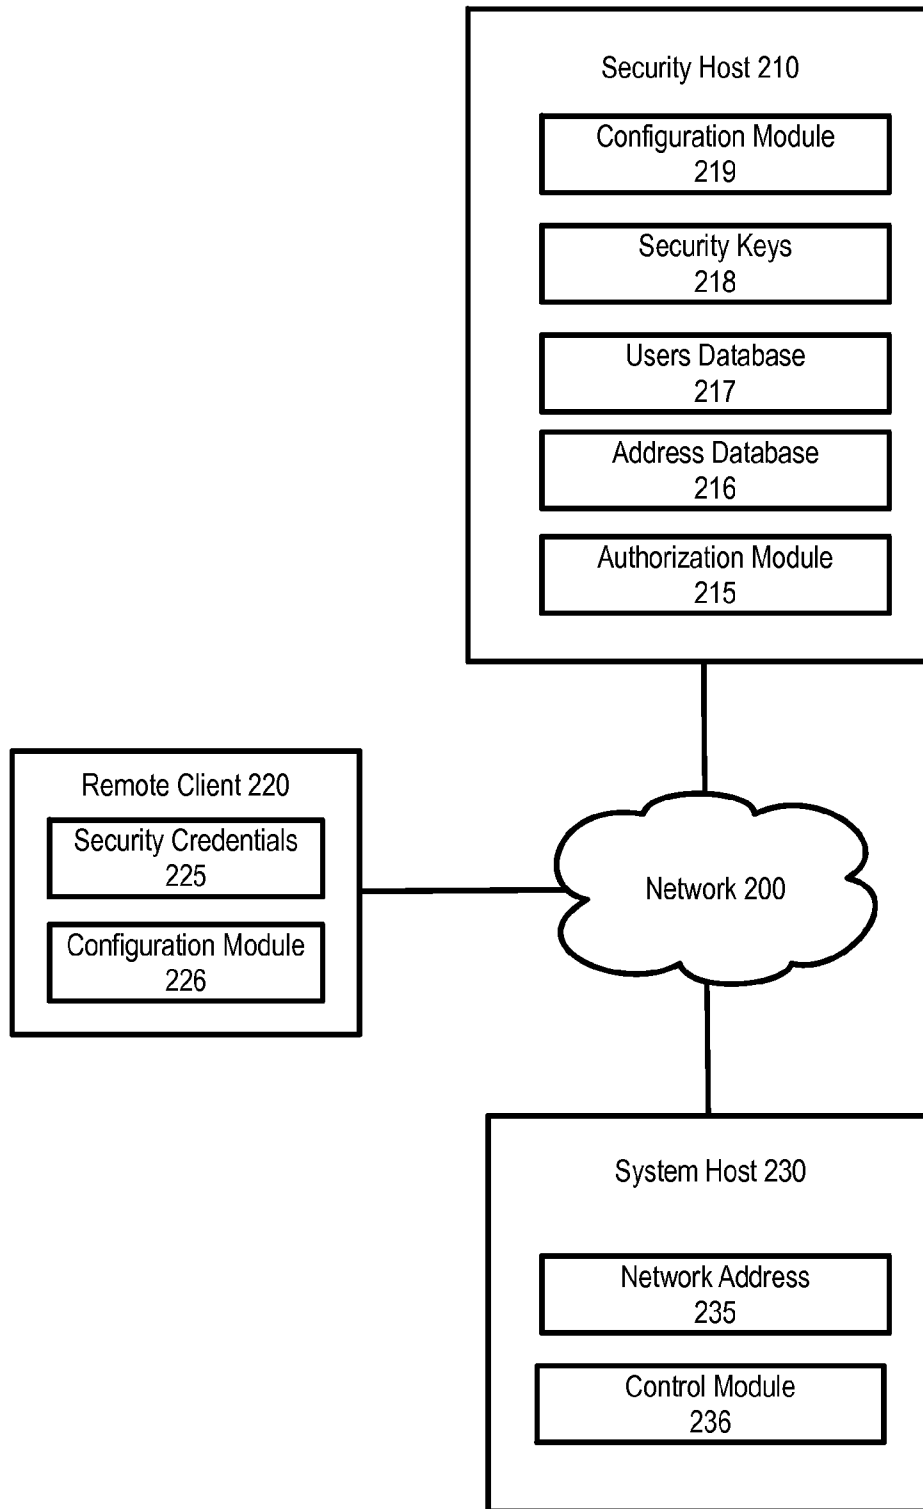 Security Host 210
Configuration Module
219
Security Keys
218
Users Database
217
Address Database
216
Authorization Module
215
Remote Client 220
Security Credentials
225
Configuration Module
226
Network 200
System Host 230
Network Address
235
Control Module
236